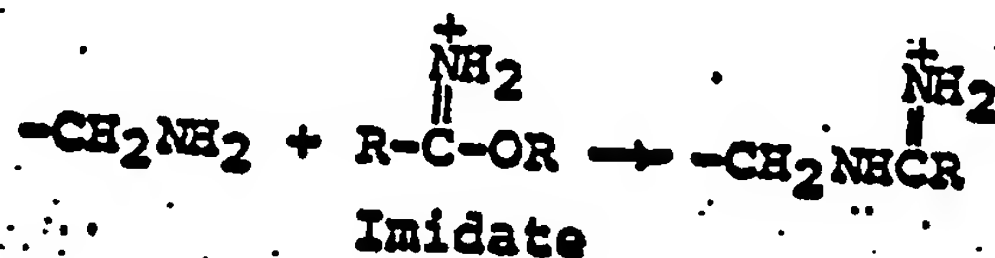 +
NH2
+
NH2
||
||
-CH2NH2 + R-C-OR → -CH2NHCR
Imidate